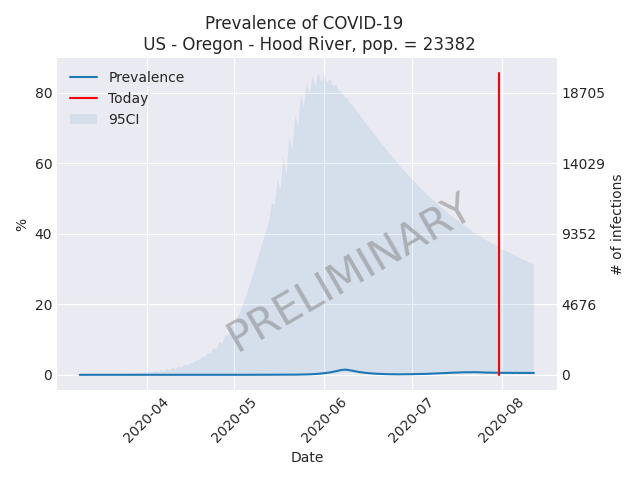 Prevalence of COVID-19
US - Oregon - Hood River, pop. = 23382
Prevalence
Today
95CI
80
60
40
20
0
%
18705
14029
9352
4676
0
# of infections
PRELIMINARY
2020-04
2020-05
2020-06
2020-07
2020-08
Date